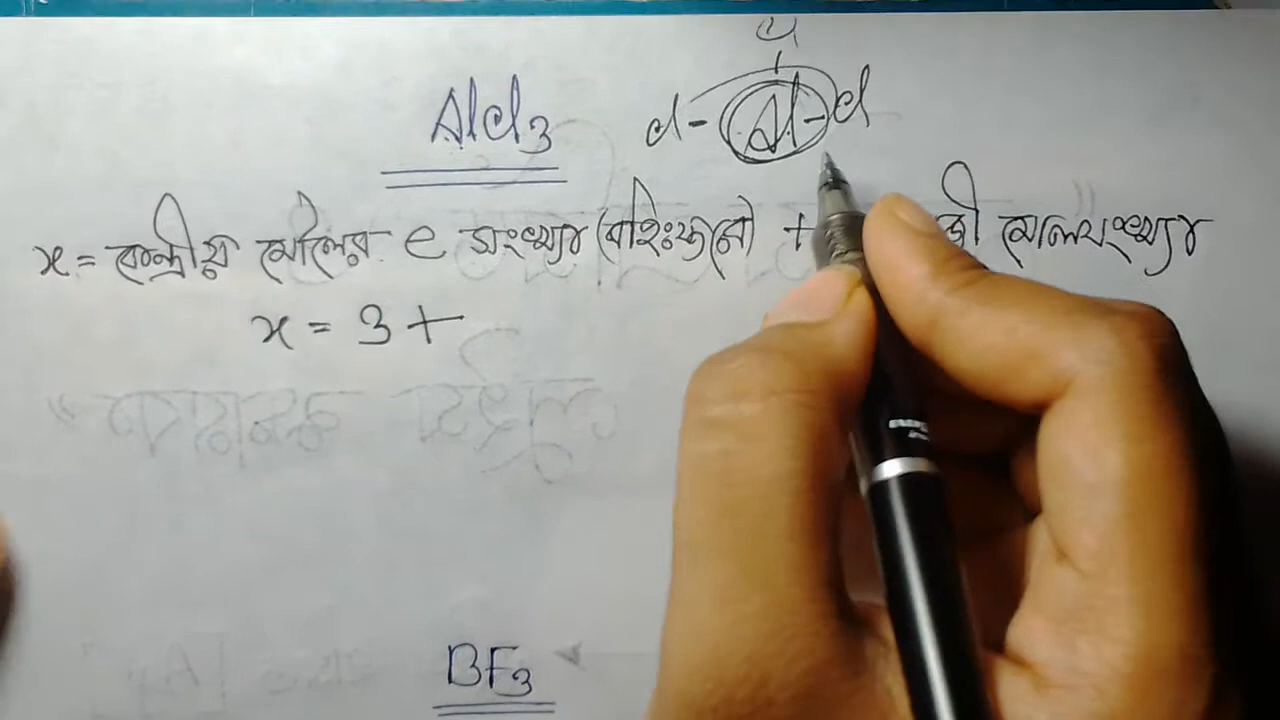 Cl
AlCl3 Cl - Al - Cl
x = কেন্দ্রীয় মৌলের e সংখ্যা (বহিঃস্তরে) + মৌলসংখ্যা
x = 3 +
BF3